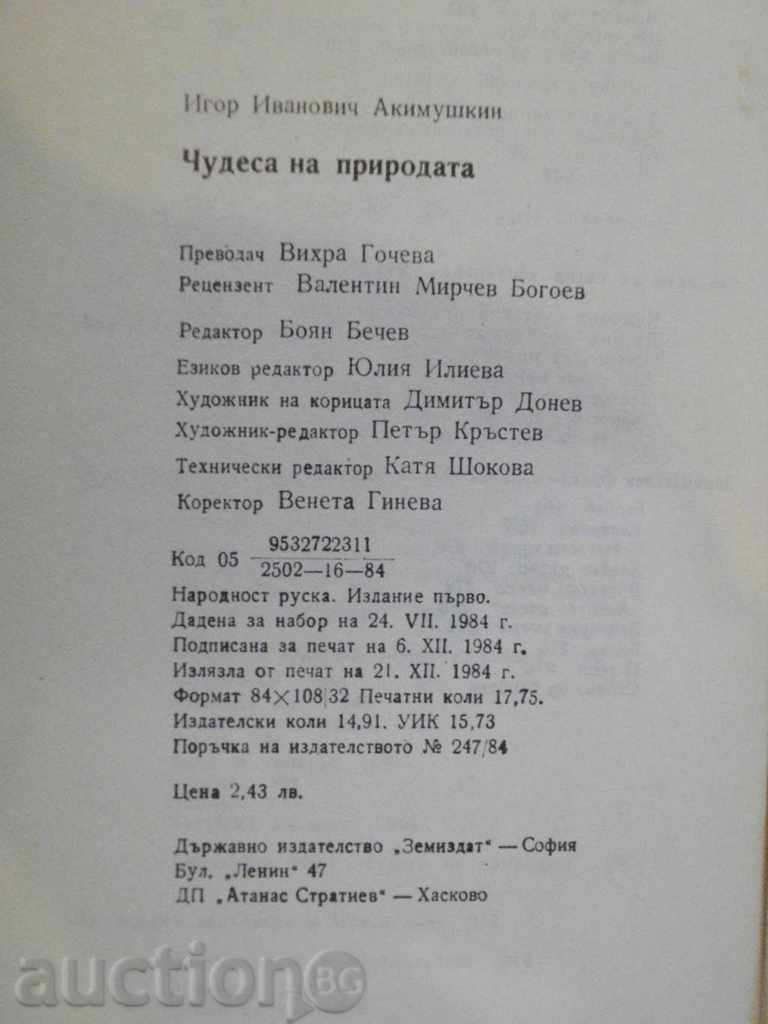 Игор Иванович Акимушкин
Чудеса на природата
Преводач Вихра Гочева
Рецензент Валентин Мирчев Богоев
Редактор Боян Бечев
Езиков редактор Юлия Илиева
Художник на корицата Димитър Донев
Художник-редактор Петър Кръстев
Технически редактор Катя Шокова
Коректор Венета Гинева
Код 05 9532722311
2502—16—84
Народност руска. Издание първо.
Дадена за набор на 24. VII. 1984 г.
Подписана за печат на 6. XII. 1984 г.
Излязла от печат на 21. XII. 1984 г.
Формат 84×108/32 Печатни коли 17,75.
Издателски коли 14,91. УИК 15,73
Поръчка на издателството № 247/84
Цена 2,43 лв.
Държавно издателство „Земиздат“ — София
Бул. „Ленин“ 47
ДП „Атанас Стратиев“ — Хасково
auction BG